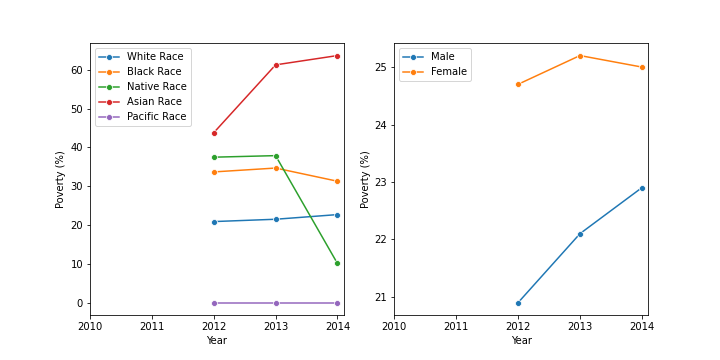 White Race
Black Race
Native Race
Asian Race
Pacific Race
Poverty (%)
60
50
40
30
20
10
0
2010 2011 2012 2013 2014
Year
Male
Female
Poverty (%)
25
24
23
22
21
2010 2011 2012 2013 2014
Year